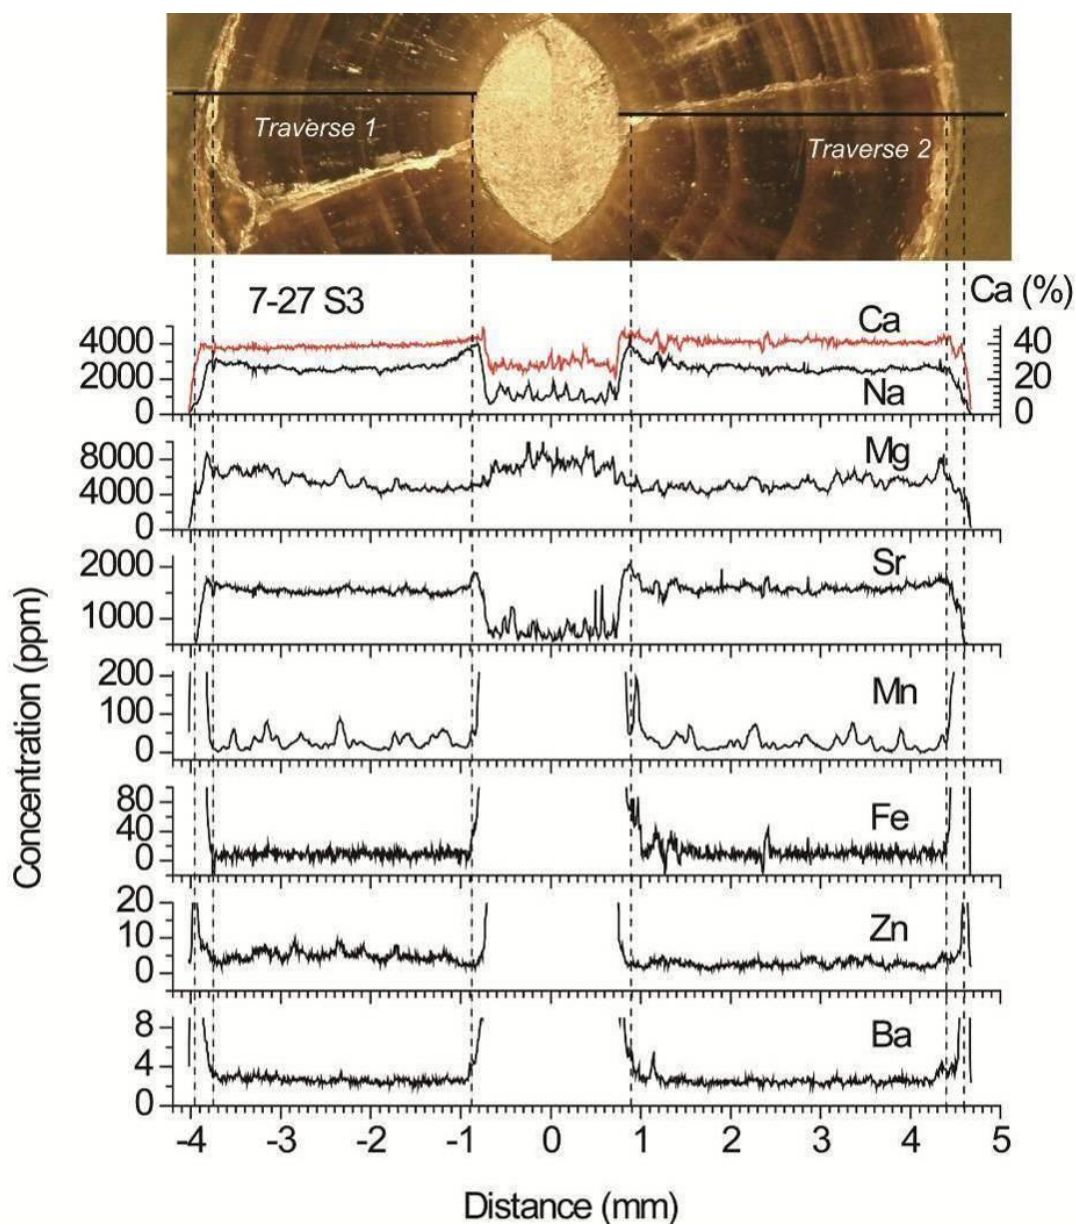 Traverse 1
Traverse 2
7-27 S3
Ca (%)
4000
2000
0
Ca
Na
40
20
0
8000
4000
0
Mg
2000
1000
Sr
200
100
0
Mn
80
40
0
Fe
20
10
0
Zn
8
4
0
Ba
Concentration (ppm)
-4 -3 -2 -1 0 1 2 3 4 5
Distance (mm)